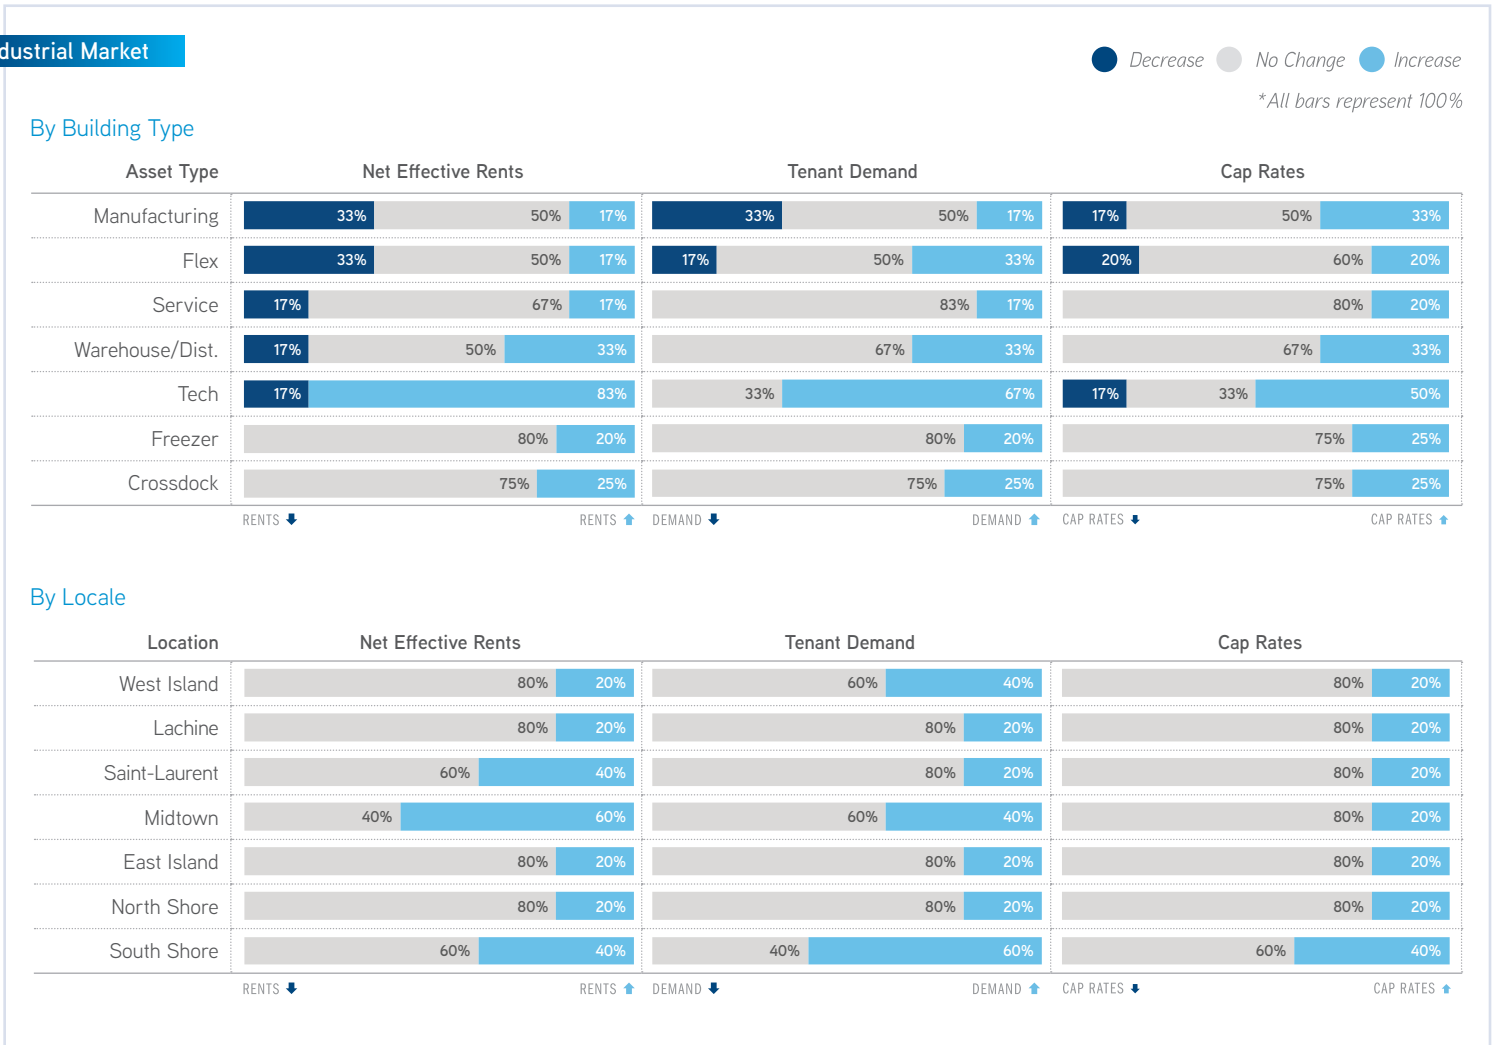 dustrial Market
Decrease No Change Increase
*All bars represent 100%
By Building Type
Asset Type Net Effective Rents Tenant Demand Cap Rates
Manufacturing 33% 50% 17% 33% 50% 17% 17% 50% 33%
Flex 33% 50% 17% 17% 50% 33% 20% 60% 20%
Service 17% 67% 17% 83% 17% 80% 20%
Warehouse/Dist. 17% 50% 33% 67% 33% 67% 33%
Tech 17% 83% 33% 67% 17% 33% 50%
Freezer 80% 20% 80% 20% 75% 25%
Crossdock 75% 25% 75% 25% 75% 25%
RENTS RENTS DEMAND DEMAND CAP RATES CAP RATES
By Locale
Location Net Effective Rents Tenant Demand Cap Rates
West Island 80% 20% 60% 40% 80% 20%
Lachine 80% 20% 80% 20% 80% 20%
Saint-Laurent 60% 40% 80% 20% 80% 20%
Midtown 40% 60% 60% 40% 80% 20%
East Island 80% 20% 80% 20% 80% 20%
North Shore 80% 20% 80% 20% 80% 20%
South Shore 60% 40% 40% 60% 60% 40%
RENTS RENTS DEMAND DEMAND CAP RATES CAP RATES